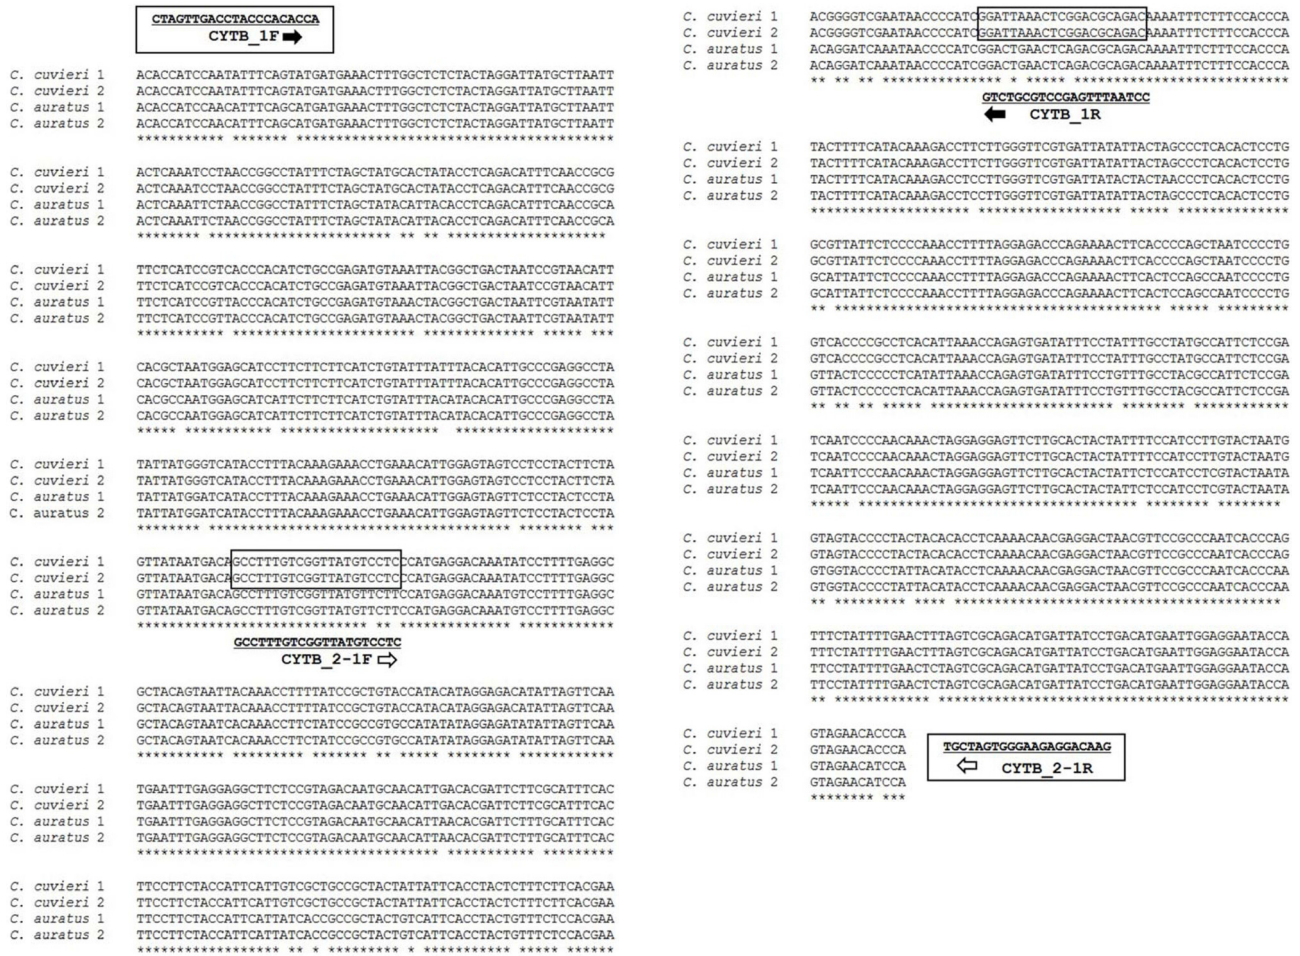 CTAGTTGACCTACCCACACCA
CYTB_1F
C. cuvieri 1 ACACCATCCAATATTTCAGTATGATGAAACTTTGGCTCTCTACTAGGATTATGCTTAATT
C. cuvieri 2 ACACCATCCAATATTTCAGTATGATGAAACTTTGGCTCTCTACTAGGATTATGCTTAATT
C. auratus 1 ACACCATCCAACATTTCAGCATGATGAAACTTTGGCTCTCTACTAGGATTATGCTTAATT
C. auratus 2 ACACCATCCAACATTTCAGCATGATGAAACTTTGGCTCTCTACTAGGATTATGCTTAATT
*********** ******* ****************************************
C. cuvieri 1 ACTCAAATCCTAACCGGCCTATTTCTAGCTATGCACTATACCTCAGACATTTCAACCGCG
C. cuvieri 2 ACTCAAATCCTAACCGGCCTATTTCTAGCTATGCACTATACCTCAGACATTTCAACCGCG
C. auratus 1 ACTCAAATTCTAACCGGCCTATTTCTAGCTATACATTACACCTCAGACATTTCAACCGCA
C. auratus 2 ACTCAAATTCTAACCGGCCTATTTCTAGCTATACATTACACCTCAGACATTTCAACCGCA
******** *********************** ** ** *********************
C. cuvieri 1 TTCTCATCCGTCACCCACATCTGCCGAGATGTAAATTACGGCTGACTAATCCGTAACATT
C. cuvieri 2 TTCTCATCCGTCACCCACATCTGCCGAGATGTAAATTACGGCTGACTAATCCGTAACATT
C. auratus 1 TTCTCATCCGTTACCCACATCTGCCGAGATGTAAACTACGGCTGACTAATTCGTAATATT
C. auratus 2 TTCTCATCCGTTACCCACATCTGCCGAGATGTAAACTACGGCTGACTAATTCGTAATATT
*********** *********************** ************** ***** ***
C. cuvieri 1 CACGCTAATGGAGCATCCTTCTTCTTCATCTGTATTTATTTACACATTGCCCGAGGCCTA
C. cuvieri 2 CACGCTAATGGAGCATCCTTCTTCTTCATCTGTATTTATTTACACATTGCCCGAGGCCTA
C. auratus 1 CACGCCAATGGAGCATCATTCTTCTTCATCTGTATTTACATACACATTGCCCGAGGCCTA
C. auratus 2 CACGCCAATGGAGCATCATTCTTCTTCATCTGTATTTACATACACATTGCCCGAGGCCTA
***** *********** ********************  ********************
C. cuvieri 1 TATTATGGGTCATACCTTTACAAAGAAACCTGAAACATTGGAGTAGTCCTCCTACTTCTA
C. cuvieri 2 TATTATGGGTCATACCTTTACAAAGAAACCTGAAACATTGGAGTAGTCCTCCTACTTCTA
C. auratus 1 TATTATGGATCATACCTTTACAAAGAAACCTGAAACATTGGAGTAGTTCTCCTACTCCTA
C. auratus 2 TATTATGGATCATACCTTTACAAAGAAACCTGAAACATTGGAGTAGTTCTCCTACTCCTA
******** ************************************** ******** ***
C. cuvieri 1 GTTATAATGACAGCCTTTGTCGGTTATGTCCTCCCATGAGGACAAATATCCTTTTGAGGC
C. cuvieri 2 GTTATAATGACAGCCTTTGTCGGTTATGTCCTCCCATGAGGACAAATATCCTTTTGAGGC
C. auratus 1 GTTATAATGACAGCCTTTGTCGGTTATGTTCTTCCATGAGGACAAATGTCCTTTTGAGGC
C. auratus 2 GTTATAATGACAGCCTTTGTCGGTTATGTTCTTCCATGAGGACAAATGTCCTTTTGAGGC
***************************** ** ************** ************
GCCTTTGTCGGTTATGTCCTC
CYTB_2-1F
C. cuvieri 1 GCTACAGTAATTACAAACCTTTTATCCGCTGTACCATACATAGGAGACATATTAGTTCAA
C. cuvieri 2 GCTACAGTAATTACAAACCTTTTATCCGCTGTACCATACATAGGAGACATATTAGTTCAA
C. auratus 1 GCTACAGTAATCACAAACCTTCTATCCGCCGTGCCATATATAGGAGATATATTAGTTCAA
C. auratus 2 GCTACAGTAATCACAAACCTTCTATCCGCCGTGCCATATATAGGAGATATATTAGTTCAA
*********** ********* ******* ** ***** ******** ************
C. cuvieri 1 TGAATTTGAGGAGGCTTCTCCGTAGACAATGCAACATTGACACGATTCTTCGCATTTCAC
C. cuvieri 2 TGAATTTGAGGAGGCTTCTCCGTAGACAATGCAACATTGACACGATTCTTCGCATTTCAC
C. auratus 1 TGAATTTGAGGAGGCTTCTCCGTAGACAATGCAACATTAACACGATTCTTTGCATTTCAC
C. auratus 2 TGAATTTGAGGAGGCTTCTCCGTAGACAATGCAACATTAACACGATTCTTTGCATTTCAC
************************************** *********** *********
C. cuvieri 1 TTCCTTCTACCATTCATTGTCGCTGCCGCTACTATTATTCACCTACTCTTTCTTCACGAA
C. cuvieri 2 TTCCTTCTACCATTCATTGTCGCTGCCGCTACTATTATTCACCTACTCTTTCTTCACGAA
C. auratus 1 TTCCTTCTACCATTCATTATCACCGCCGCTACTGTCATTCACCTACTGTTTCTCCACGAA
C. auratus 2 TTCCTTCTACCATTCATTATCACCGCCGCTACTGTCATTCACCTACTGTTTCTCCACGAA
****************** ** * ********* * *********** ***** ******
C. cuvieri 1 ACGGGGTCGAATAACCCCATCGGATTAAACTCGGACGCAGACAAAATTTCTTTCCACCCA
C. cuvieri 2 ACGGGGTCGAATAACCCCATCGGATTAAACTCGGACGCAGACAAAATTTCTTTCCACCCA
C. auratus 1 ACAGGATCAAATAACCCCATCGGACTGAACTCAGACGCAGACAAAATTTCTTTCCACCCA
C. auratus 2 ACAGGATCAAATAACCCCATCGGACTGAACTCAGACGCAGACAAAATTTCTTTCCACCCA
** ** ** *************** * ***** ***************************
GTCTGCGTCCGAGTTTAATCC
CYTB_1R
C. cuvieri 1 TACTTTTCATACAAAGACCTTCTTGGGTTCGTGATTATATTACTAGCCCTCACACTCCTG
C. cuvieri 2 TACTTTTCATACAAAGACCTTCTTGGGTTCGTGATTATATTACTAGCCCTCACACTCCTG
C. auratus 1 TACTTTTCATACAAAGACCTCCTTGGGTTCGTGATTATACTACTAACCCTCACACTCCTG
C. auratus 2 TACTTTTCATACAAAGACCTCCTTGGGTTCGTGATTATATTACTAGCCCTCACACTCCTG
******************** ****************** ***** **************
C. cuvieri 1 GCGTTATTCTCCCCAAACCTTTTAGGAGACCCAGAAAACTTCACCCCAGCTAATCCCCTG
C. cuvieri 2 GCGTTATTCTCCCCAAACCTTTTAGGAGACCCAGAAAACTTCACCCCAGCTAATCCCCTG
C. auratus 1 GCATTATTCTCCCCAAACCTTTTAGGAGACCCAGAAAACTTCACTCCAGCCAATCCCCTG
C. auratus 2 GCATTATTCTCCCCAAACCTTTTAGGAGACCCAGAAAACTTCACTCCAGCCAATCCCCTG
** ***************************************** ***** *********
C. cuvieri 1 GTCACCCCGCCTCACATTAAACCAGAGTGATATTTCCTATTTGCCTATGCCATTCTCCGA
C. cuvieri 2 GTCACCCCGCCTCACATTAAACCAGAGTGATATTTCCTATTTGCCTATGCCATTCTCCGA
C. auratus 1 GTTACTCCCCCTCATATTAAACCAGAGTGATATTTCCTGTTTGCCTACGCCATTCTCCGA
C. auratus 2 GTTACTCCCCCTCACATTAAACCAGAGTGATATTTCCTGTTTGCCTACGCCATTCTCCGA
** ** ** ***** *********************** ******** ************
C. cuvieri 1 TCAATCCCCAACAAACTAGGAGGAGTTCTTGCACTACTATTTTCCATCCTTGTACTAATG
C. cuvieri 2 TCAATCCCCAACAAACTAGGAGGAGTTCTTGCACTACTATTTTCCATCCTTGTACTAATG
C. auratus 1 TCAATTCCCAACAAACTAGGAGGAGTTCTTGCACTACTATTCTCCATCCTCGTACTAATA
C. auratus 2 TCAATTCCCAACAAACTAGGAGGAGTTCTTGCACTACTATTCTCCATCCTCGTACTAATA
***** *********************************** ******** ********
C. cuvieri 1 GTAGTACCCCTACTACACACCTCAAAACAACGAGGACTAACGTTCCGCCCAATCACCCAG
C. cuvieri 2 GTAGTACCCCTACTACACACCTCAAAACAACGAGGACTAACGTTCCGCCCAATCACCCAG
C. auratus 1 GTGGTACCCCTATTACATACCTCAAAACAACGAGGACTAACGTTCCGCCCAATCACCCAA
C. auratus 2 GTGGTACCCCTATTACATACCTCAAAACAACGAGGACTAACGTTCCGCCCAATCACCCAA
** ********* **** *****************************************
C. cuvieri 1 TTTCTATTTTGAACTTTAGTCGCAGACATGATTATCCTGACATGAATTGGAGGAATACCA
C. cuvieri 2 TTTCTATTTTGAACTTTAGTCGCAGACATGATTATCCTGACATGAATTGGAGGAATACCA
C. auratus 1 TTCCTATTTTGAACTCTAGTCGCAGACATGATTATCCTGACATGAATTGGAGGAATACCA
C. auratus 2 TTCCTATTTTGAACTCTAGTCGCAGACATGATTATCCTGACATGAATTGGAGGAATACCA
** ************ ********************************************
C. cuvieri 1 GTAGAACACCCA
C. cuvieri 2 GTAGAACACCCA
C. auratus 1 GTAGAACATCCA
C. auratus 2 GTAGAACATCCA
******** ***
TGCTAGTGGGAAGAGGACAAG
CYTB_2-1R